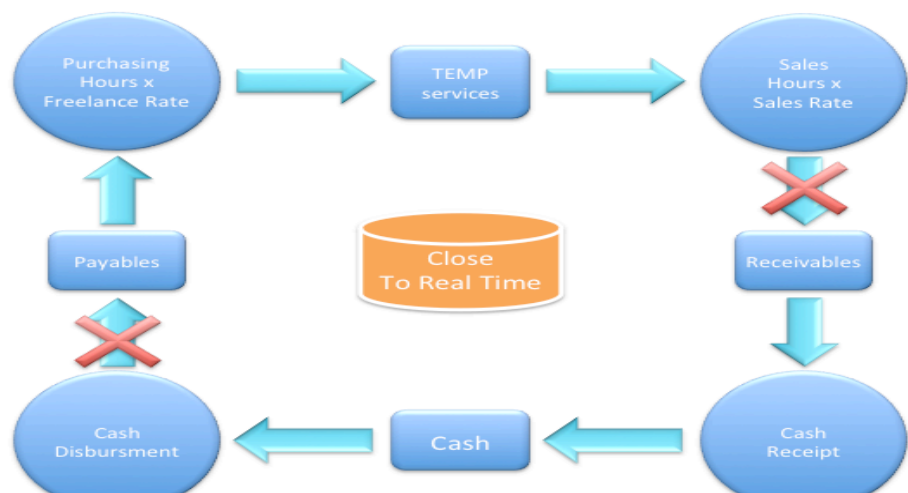 Purchasing
Hours x
Freelance Rate
TEMP
services
Sales
Hours x
Sales Rate
Payables
Close
To Real Time
Receivables
Cash
Disbursment
Cash
Cash
Receipt